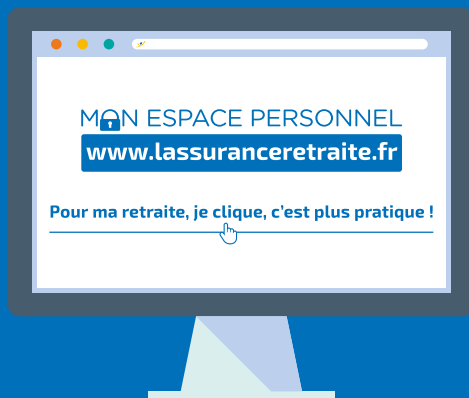 MON ESPACE PERSONNEL
www.lassuranceretraite.fr
Pour ma retraite, je clique, c'est plus pratique !